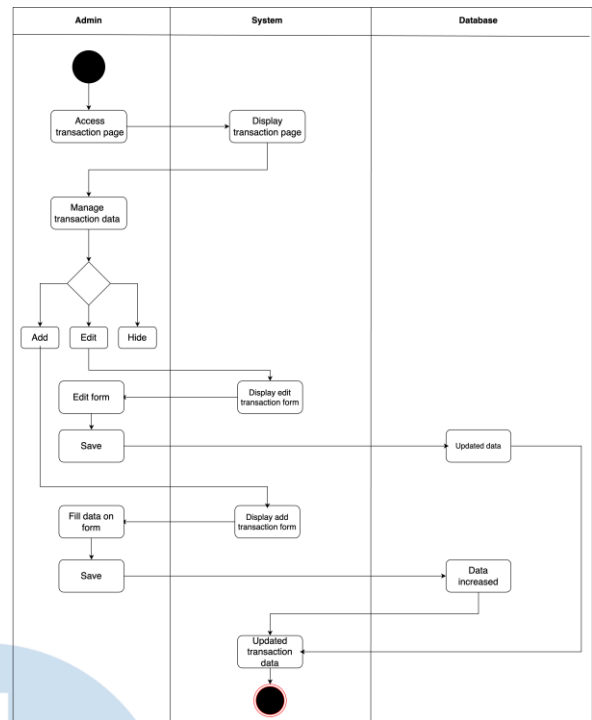 Admin
System
Database
Access
transaction page
Display
transaction page
Manage
transaction data
Add
Edit
Hide
Edit form
Display edit
transaction form
Save
Updated data
Fill data on
form
Display add
transaction form
Save
Data
increased
Updated
transaction
data